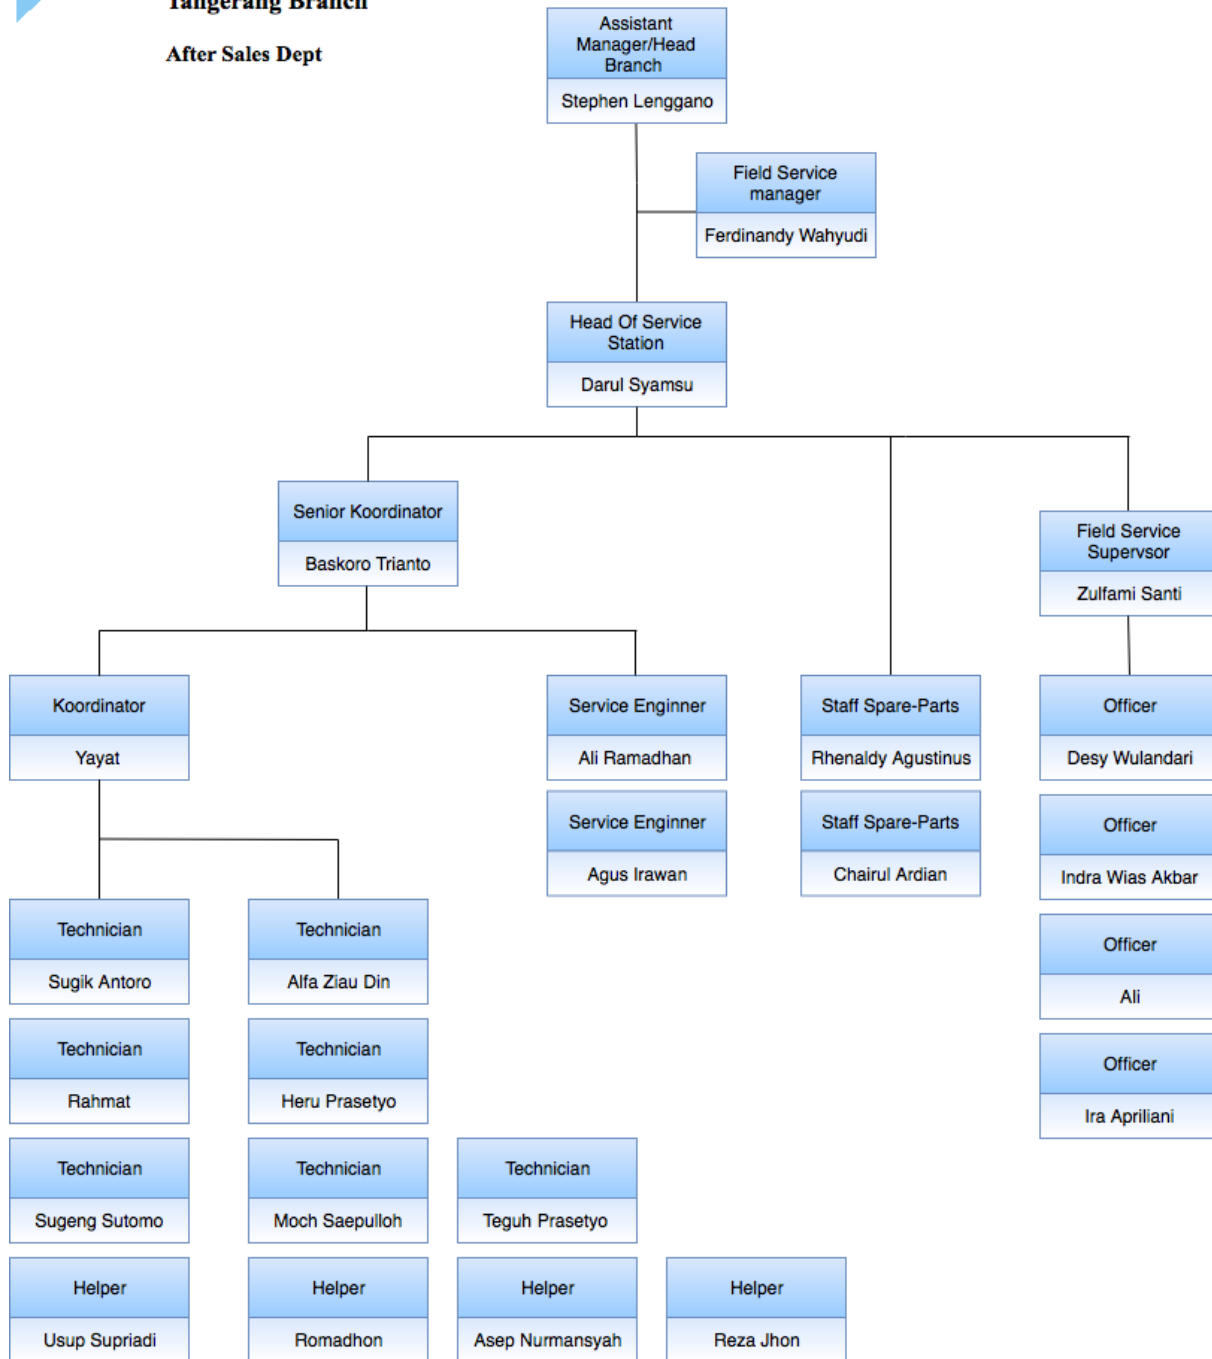 Tangerang Branch
After Sales Dept
Assistant
Manager/Head
Branch
Stephen Lenggano
Field Service
manager
Ferdinandy Wahyudi
Head Of Service
Station
Darul Syamsu
Senior Koordinator
Baskoro Trianto
Field Service
Supervsor
Zulfami Santi
Koordinator
Yayat
Service Enginner
Ali Ramadhan
Staff Spare-Parts
Rhenaldy Agustinus
Officer
Desy Wulandari
Service Enginner
Agus Irawan
Staff Spare-Parts
Chairul Ardian
Officer
Indra Wias Akbar
Technician
Sugik Antoro
Technician
Alfa Ziau Din
Officer
Ali
Technician
Rahmat
Technician
Heru Prasetyo
Officer
Ira Apriliani
Technician
Sugeng Sutomo
Technician
Moch Saepulloh
Technician
Teguh Prasetyo
Helper
Usup Supriadi
Helper
Romadhon
Helper
Asep Nurmansyah
Helper
Reza Jhon